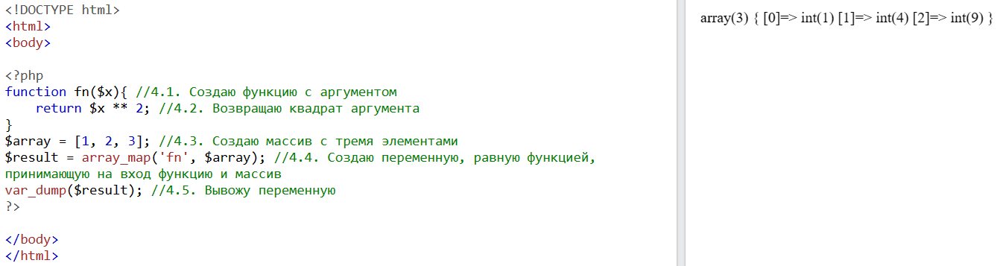 <!DOCTYPE html>
<html>
<body>
<?php
function fn($x){ //4.1. Создаю функцию с аргументом
    return $x ** 2; //4.2. Возвращаю квадрат аргумента
}
$array = [1, 2, 3]; //4.3. Создаю массив с тремя элементами
$result = array_map('fn', $array); //4.4. Создаю переменную, равную функцией,
принимающую на вход функцию и массив
var_dump($result); //4.5. Вывожу переменную
?>
</body>
</html>
array(3) { [0]=> int(1) [1]=> int(4) [2]=> int(9) }